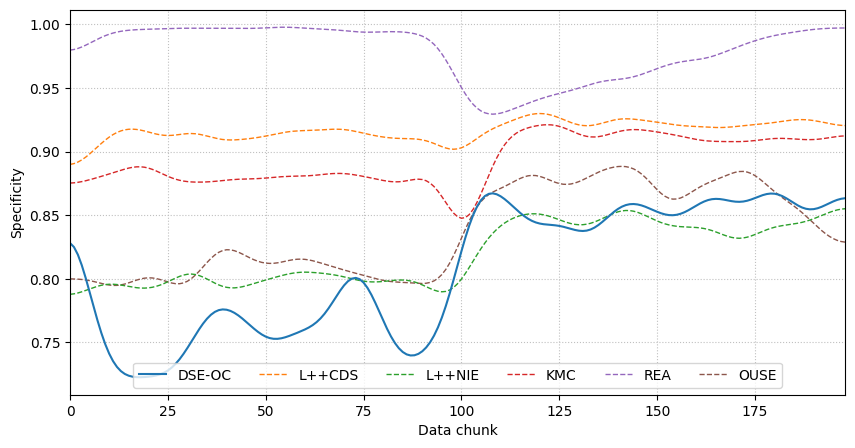 1.00
0.95
0.90
0.85
0.80
0.75
Specificity
DSE-OC L++CDS L++NIE KMC REA OUSE
0 25 50 75 100 125 150 175
Data chunk